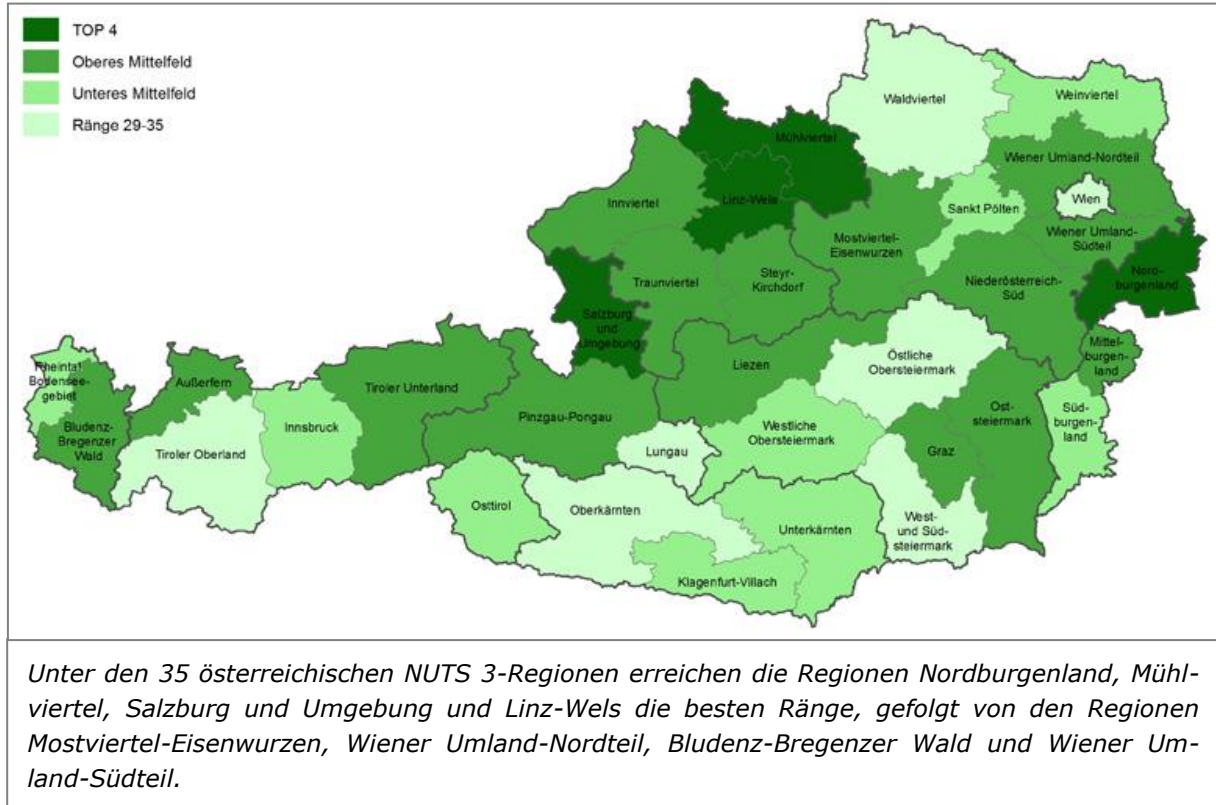 TOP 4
Oberes Mittelfeld
Unteres Mittelfeld
Ränge 29-35
Waldviertel
Weinviertel
Mühlviertel
Wiener Umland-Nordteil
Innviertel
Linz-Wels
Sankt Pölten
Wien
Mostviertel-
Eisenwurzen
Wiener Umland-
Südteil
Nord-
burgenland
Traunviertel
Steyr-
Kirchdorf
Niederösterreich-
Süd
Salzburg
und
Umgebung
Mittel-
burgen-
land
Rheintal
Bodensee-
gebiet
Außerfern
Tiroler Unterland
Liezen
Östliche
Obersteiermark
Bludenz-
Bregenzer
Wald
Innsbruck
Pinzgau-Pongau
Ost-
steiermark
Süd-
burgen-
land
Tiroler Oberland
Lungau
Westliche
Obersteiermark
Graz
Osttirol
Oberkärnten
Unterkärnten
West-
und Süd-
steiermark
Klagenfurt-Villach
Unter den 35 österreichischen NUTS 3-Regionen erreichen die Regionen Nordburgenland, Mühl-
viertel, Salzburg und Umgebung und Linz-Wels die besten Ränge, gefolgt von den Regionen
Mostviertel-Eisenwurzen, Wiener Umland-Nordteil, Bludenz-Bregenzer Wald und Wiener Um-
land-Südteil.